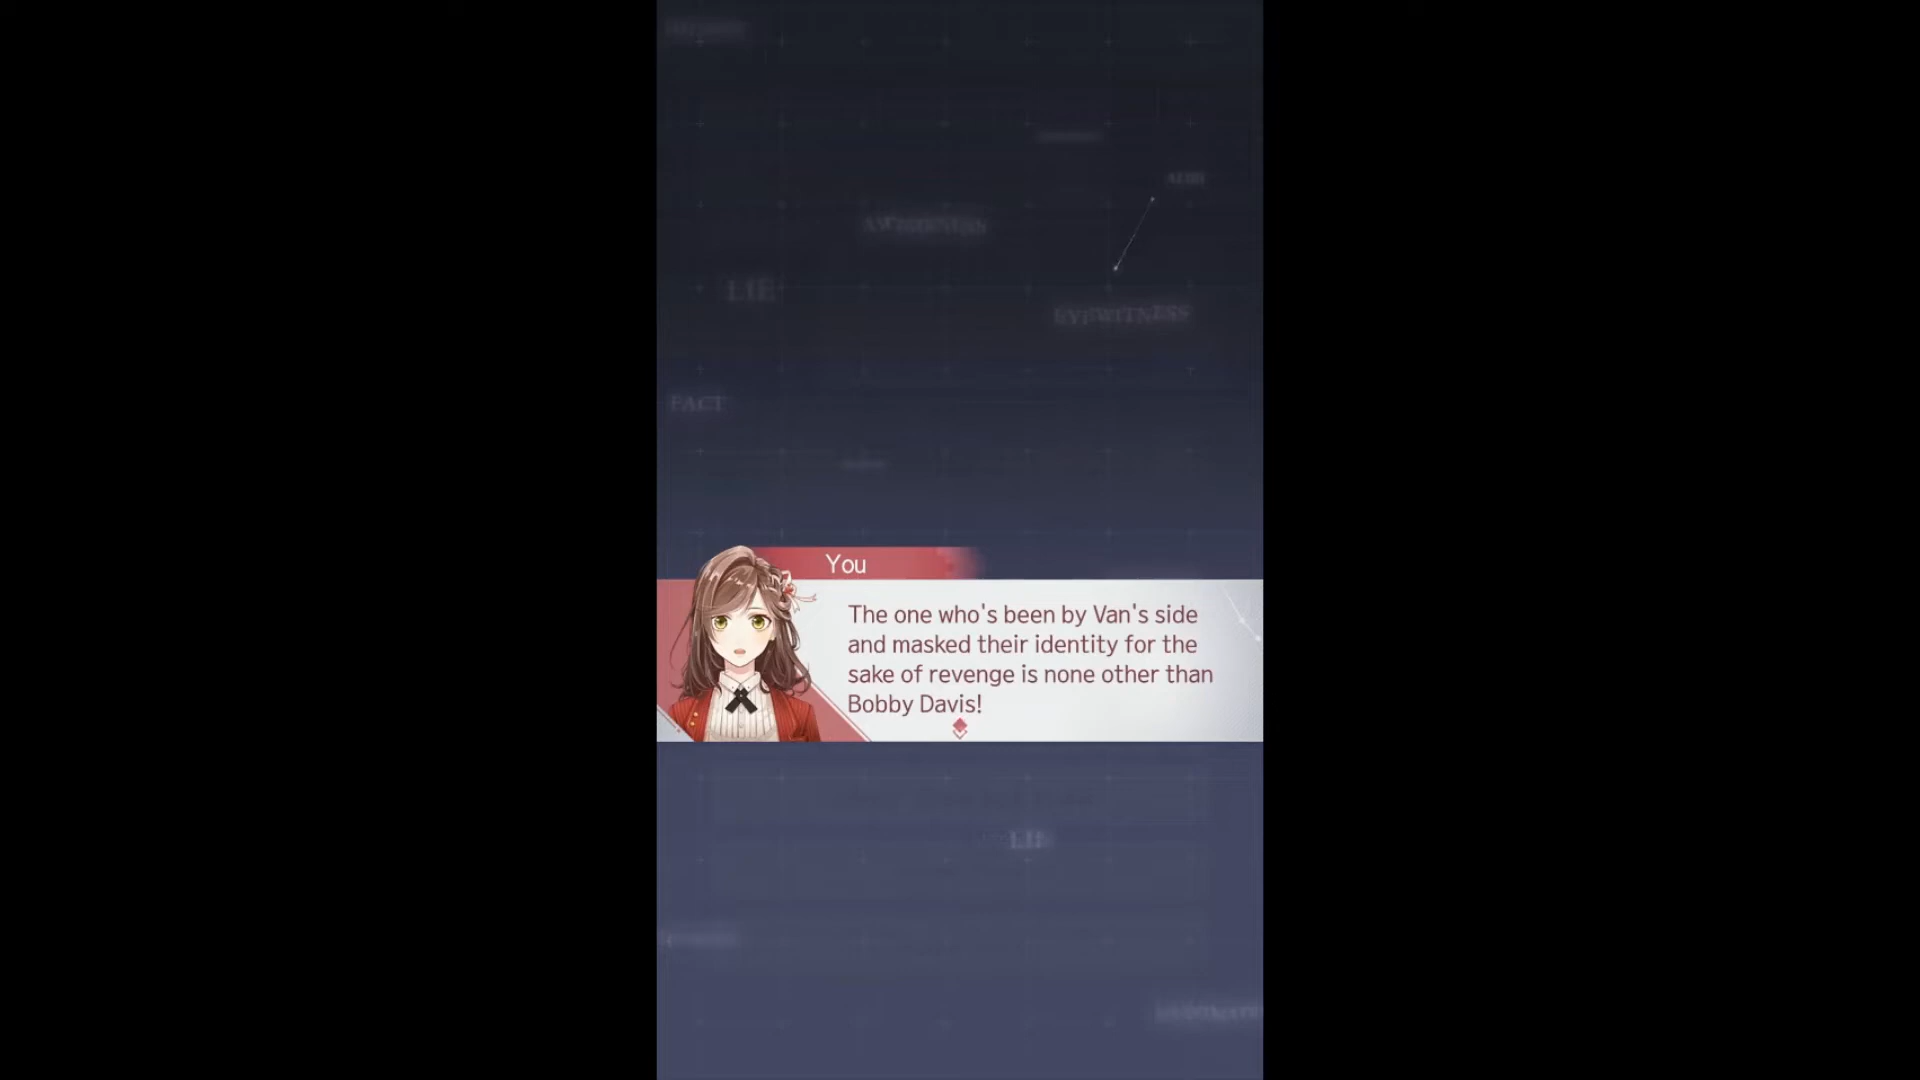 ALIBI
LIE
EYEWITNESS
FACT
You
The one who's been by Van's side
and masked their identity for the
sake of revenge is none other than
Bobby Davis!
LIE